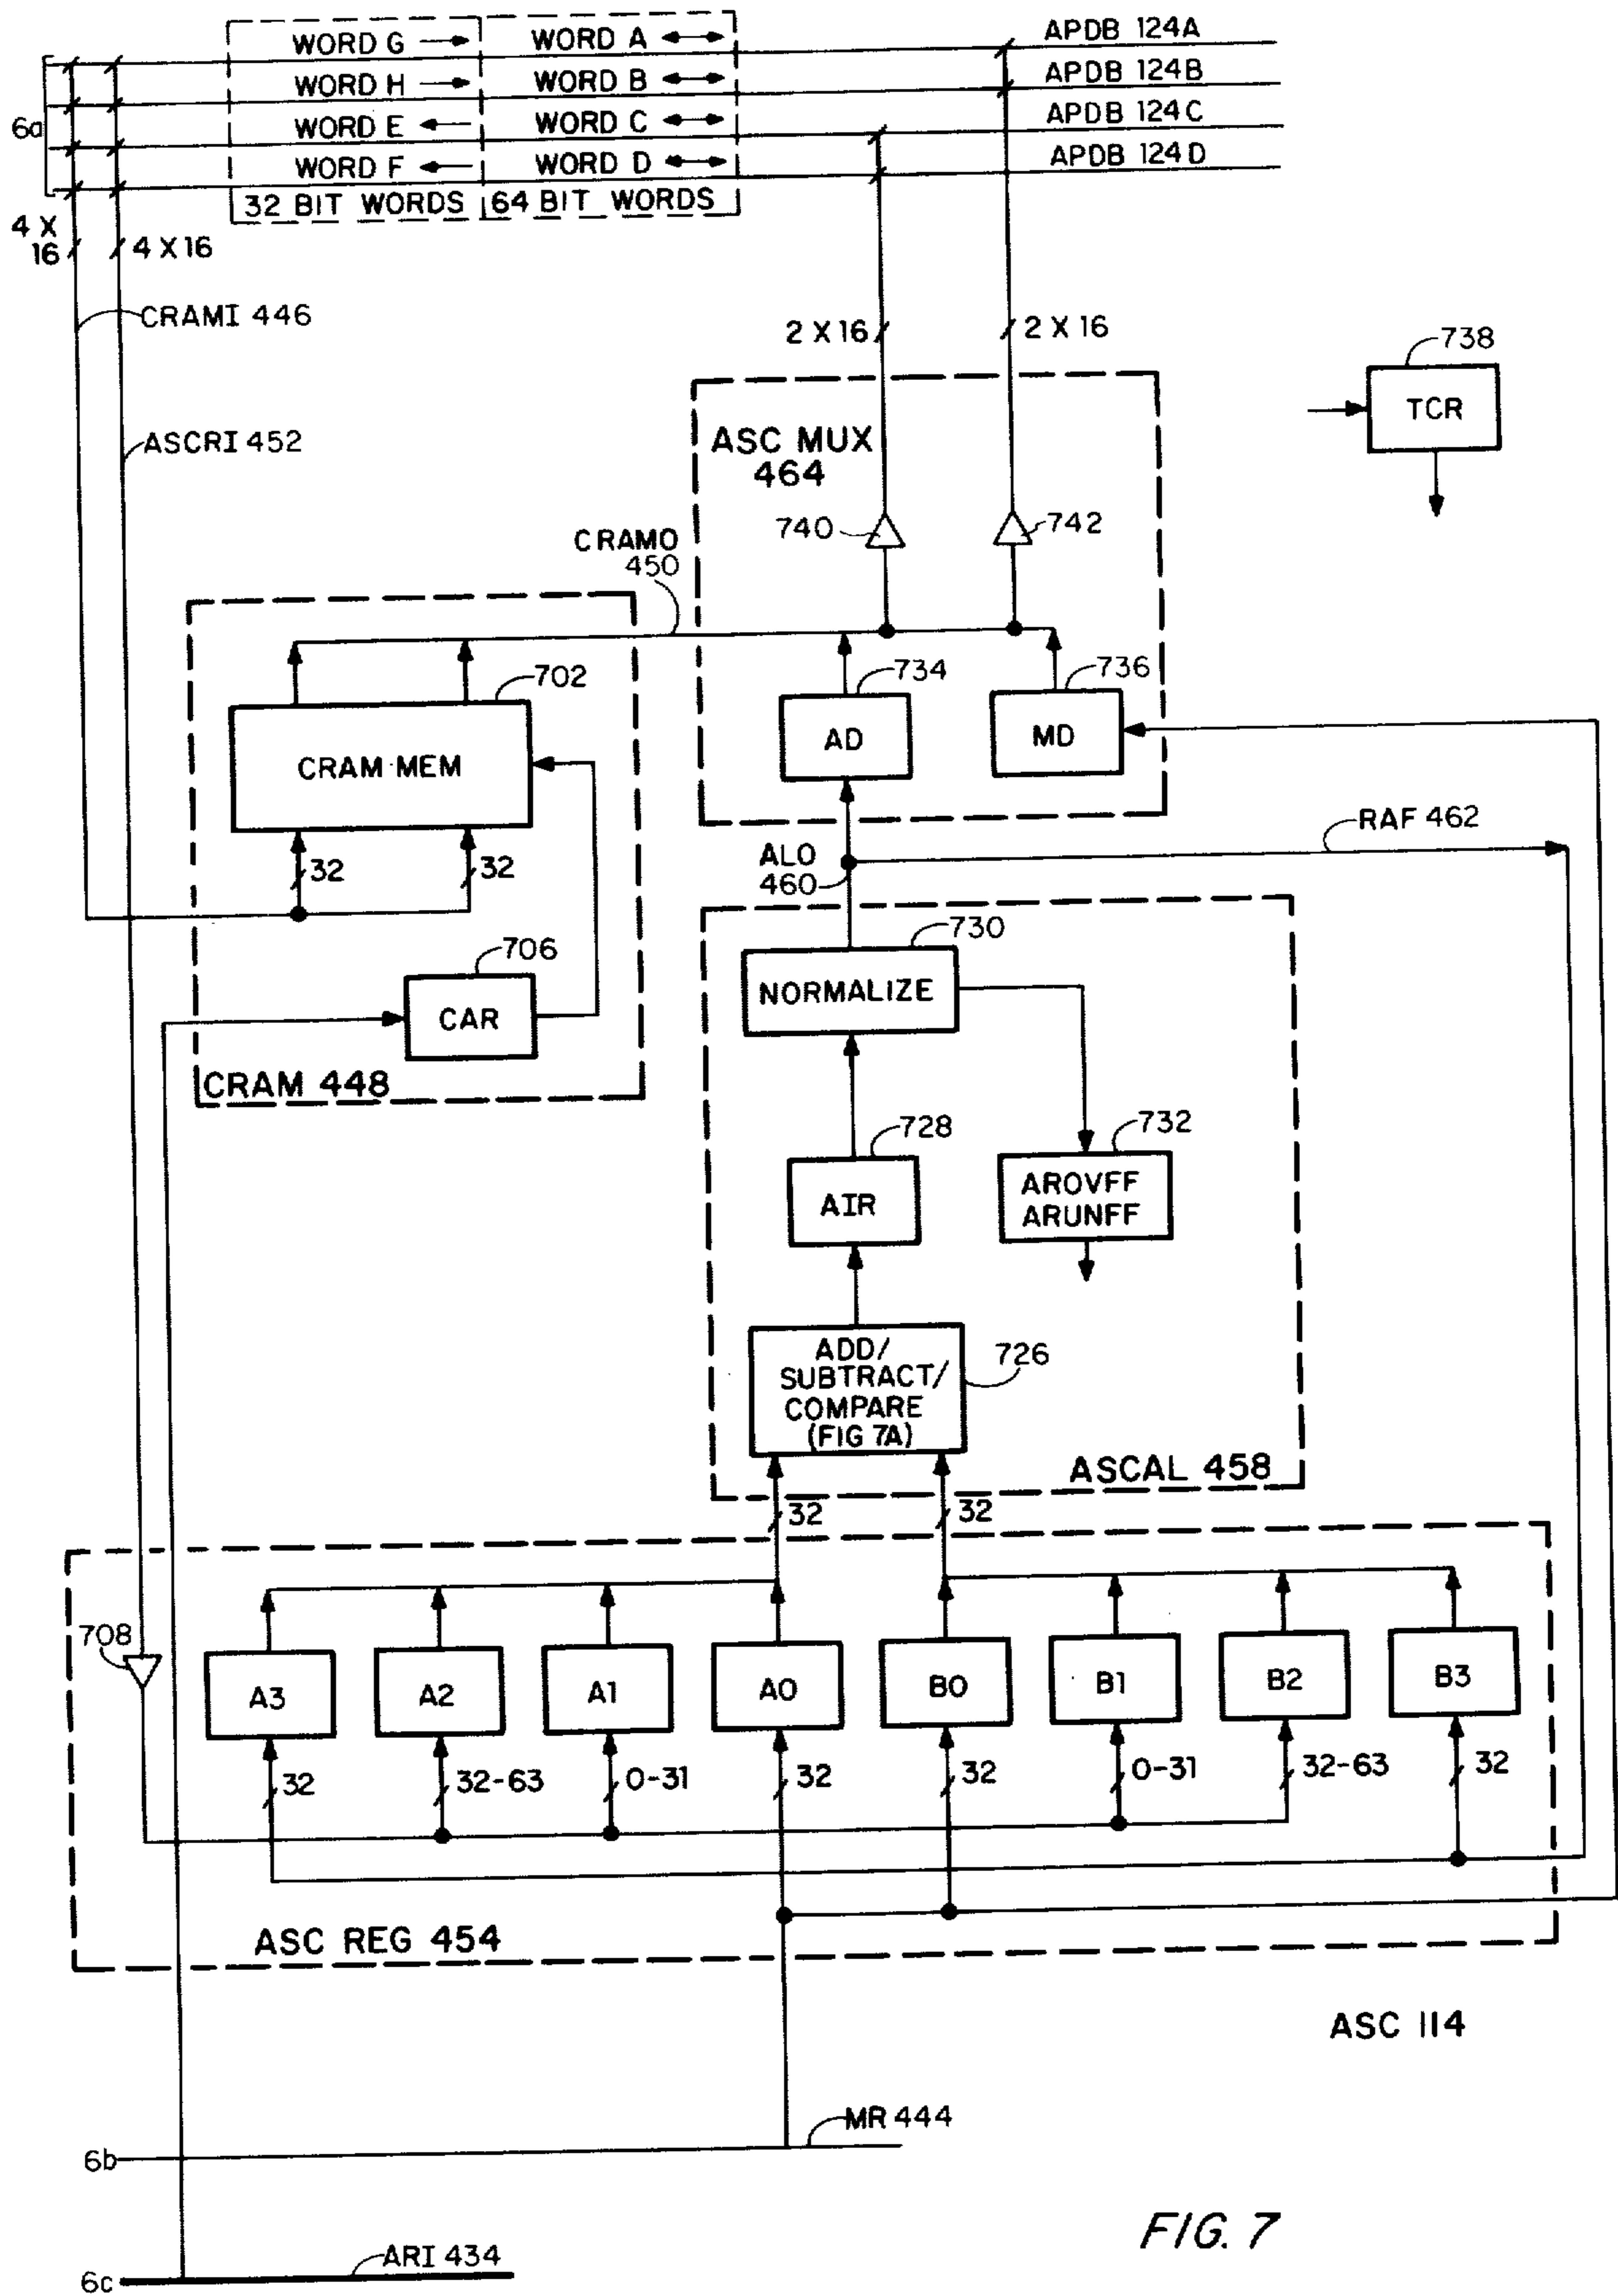 WORD G → WORD A ↔ APDB 124A
WORD H → WORD B ↔ APDB 124B
6a WORD E ← WORD C ↔ APDB 124C
WORD F ← WORD D ↔ APDB 124D
32 BIT WORDS 64 BIT WORDS
4 X
16 4 X 16
CRAMI 446
2 X 16 2 X 16
738
TCR
ASCRI 452
ASC MUX
464
740 742
CRAMO
450
702
734 736
CRAM MEM
AD MD
32 32
RAF 462
ALO
460
706
730
CAR
NORMALIZE
CRAM 448
728 732
AIR
AROVFF
ARUNFF
ADD/
SUBTRACT/
COMPARE
(FIG 7A)
726
ASCAL 458
32 32
708
A3 A2 A1 A0 B0 B1 B2 B3
32 32-63 0-31 32 32 0-31 32-63 32
ASC REG 454
ASC 114
MR 444
6b
FIG. 7
ARI 434
6c